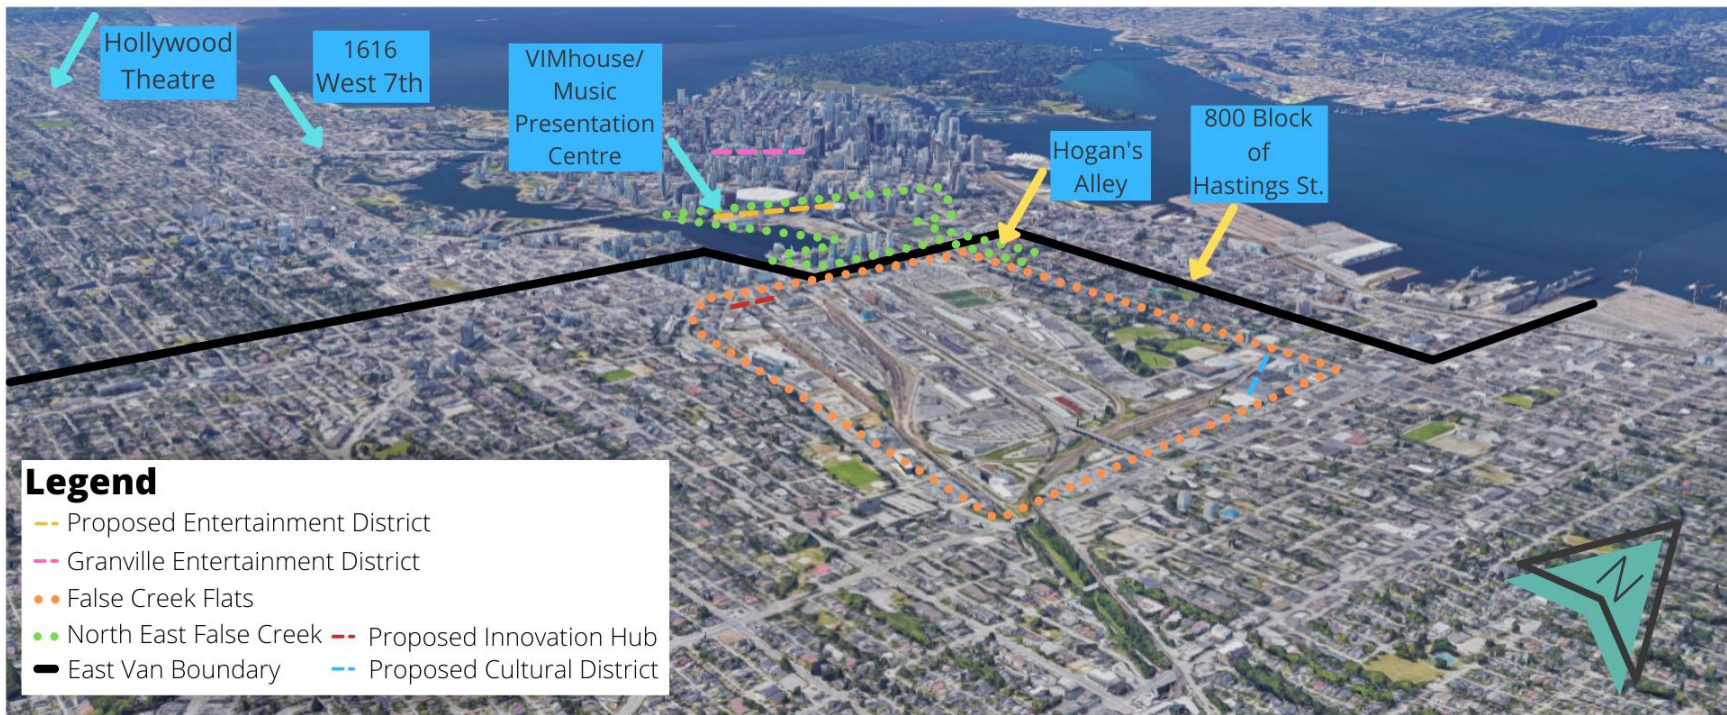 Hollywood
Theatre
1616
West 7th
VIMhouse/
Music
Presentation
Centre
Hogan's
Alley
800 Block
of
Hastings St.
Legend
Proposed Entertainment District
Granville Entertainment District
False Creek Flats
North East False Creek
Proposed Innovation Hub
East Van Boundary
Proposed Cultural District
N